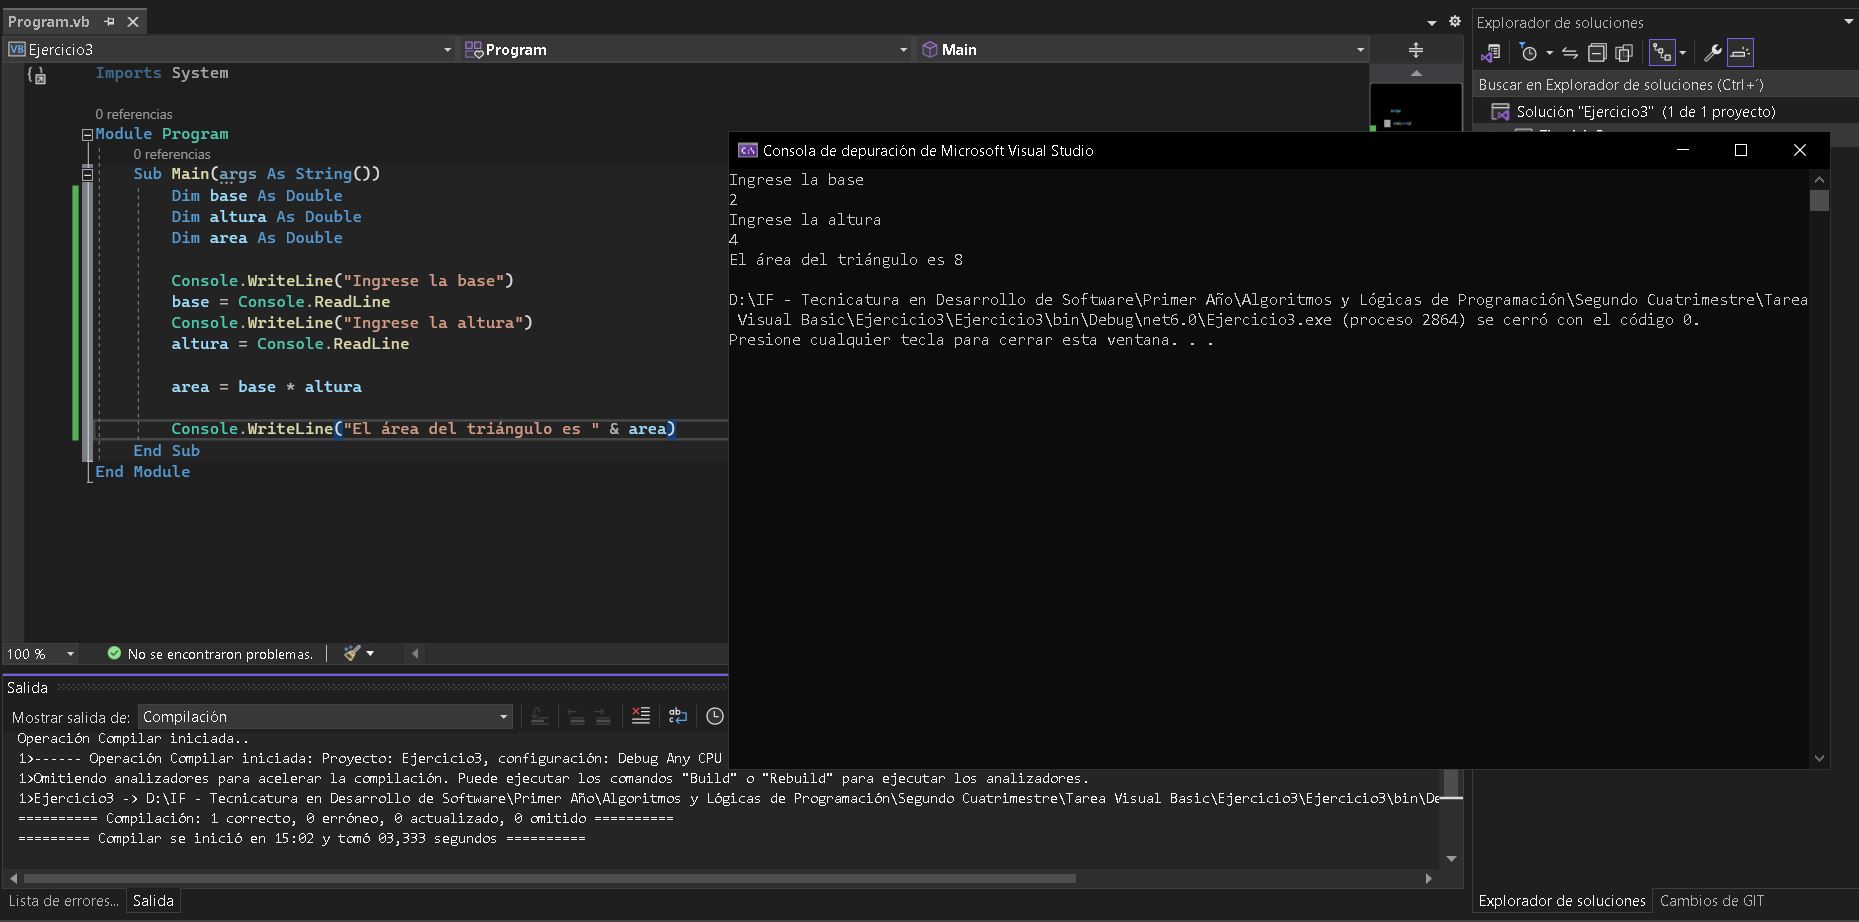 Program.vb
Ejercicio3
Program
Main
Imports System
0 referencias
Module Program
0 referencias
Sub Main(args As String())
Dim base As Double
Dim altura As Double
Dim area As Double
Console.WriteLine("Ingrese la base")
base = Console.ReadLine
Console.WriteLine("Ingrese la altura")
altura = Console.ReadLine
area = base * altura
Console.WriteLine("El área del triángulo es " & area)
End Sub
End Module
100 %
No se encontraron problemas.
Explorador de soluciones
Buscar en Explorador de soluciones (Ctrl+´)
Solución "Ejercicio3" (1 de 1 proyecto)
Consola de depuración de Microsoft Visual Studio
Ingrese la base
2
Ingrese la altura
4
El área del triángulo es 8
D:\IF - Tecnicatura en Desarrollo de Software\Primer Año\Algoritmos y Lógicas de Programación\Segundo Cuatrimestre\Tarea
Visual Basic\Ejercicio3\Ejercicio3\bin\Debug\net6.0\Ejercicio3.exe (proceso 2864) se cerró con el código 0.
Presione cualquier tecla para cerrar esta ventana. . .
Salida
Mostrar salida de: Compilación
Operación Compilar iniciada..
1>------ Operación Compilar iniciada: Proyecto: Ejercicio3, configuración: Debug Any CPU
1>Omitiendo analizadores para acelerar la compilación. Puede ejecutar los comandos "Build" o "Rebuild" para ejecutar los analizadores.
1>Ejercicio3 -> D:\IF - Tecnicatura en Desarrollo de Software\Primer Año\Algoritmos y Lógicas de Programación\Segundo Cuatrimestre\Tarea Visual Basic\Ejercicio3\Ejercicio3\bin\De
========== Compilación: 1 correcto, 0 erróneo, 0 actualizado, 0 omitido ==========
========= Compilar se inició en 15:02 y tomó 03,333 segundos ==========
Lista de errores...
Salida
Explorador de soluciones
Cambios de GIT